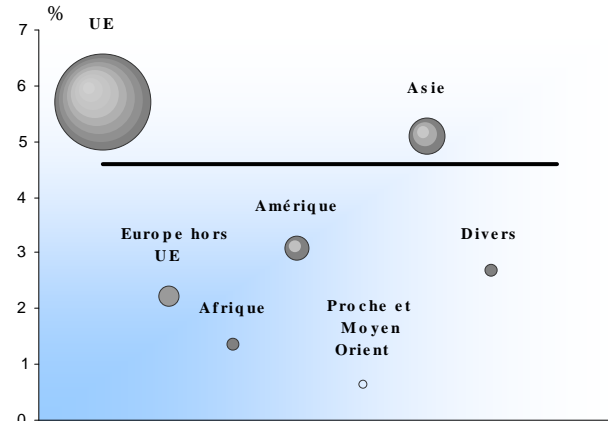 %
UE
7
6
Asie
5
4
Amérique
Europe hors
UE
Divers
3
2
Afrique
Proche et
Moyen
Orient
1
0